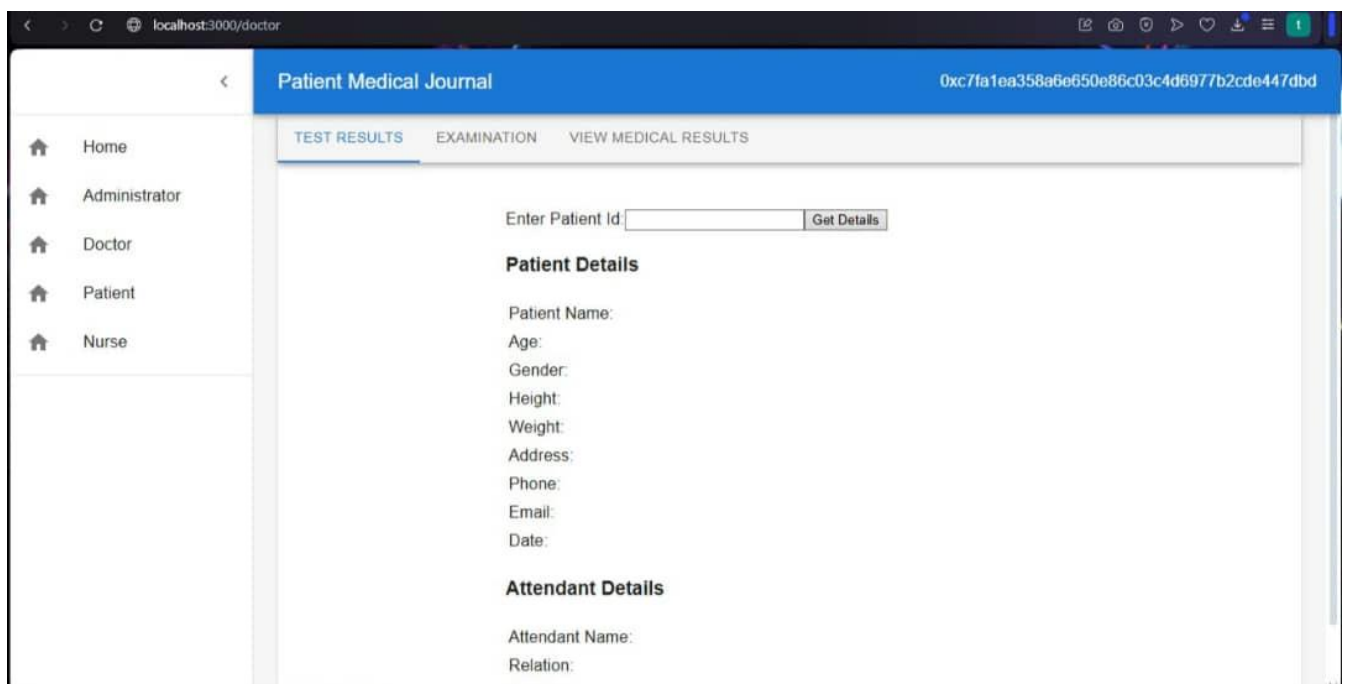 localhost:3000/doctor
t
Patient Medical Journal
0xc7fa1ea358a6e650e86c03c4d6977b2cde447dbd
Home
Administrator
Doctor
Patient
Nurse
TEST RESULTS EXAMINATION VIEW MEDICAL RESULTS
Enter Patient Id: Get Details
Patient Details
Patient Name:
Age:
Gender:
Height:
Weight:
Address:
Phone:
Email:
Date:
Attendant Details
Attendant Name:
Relation: